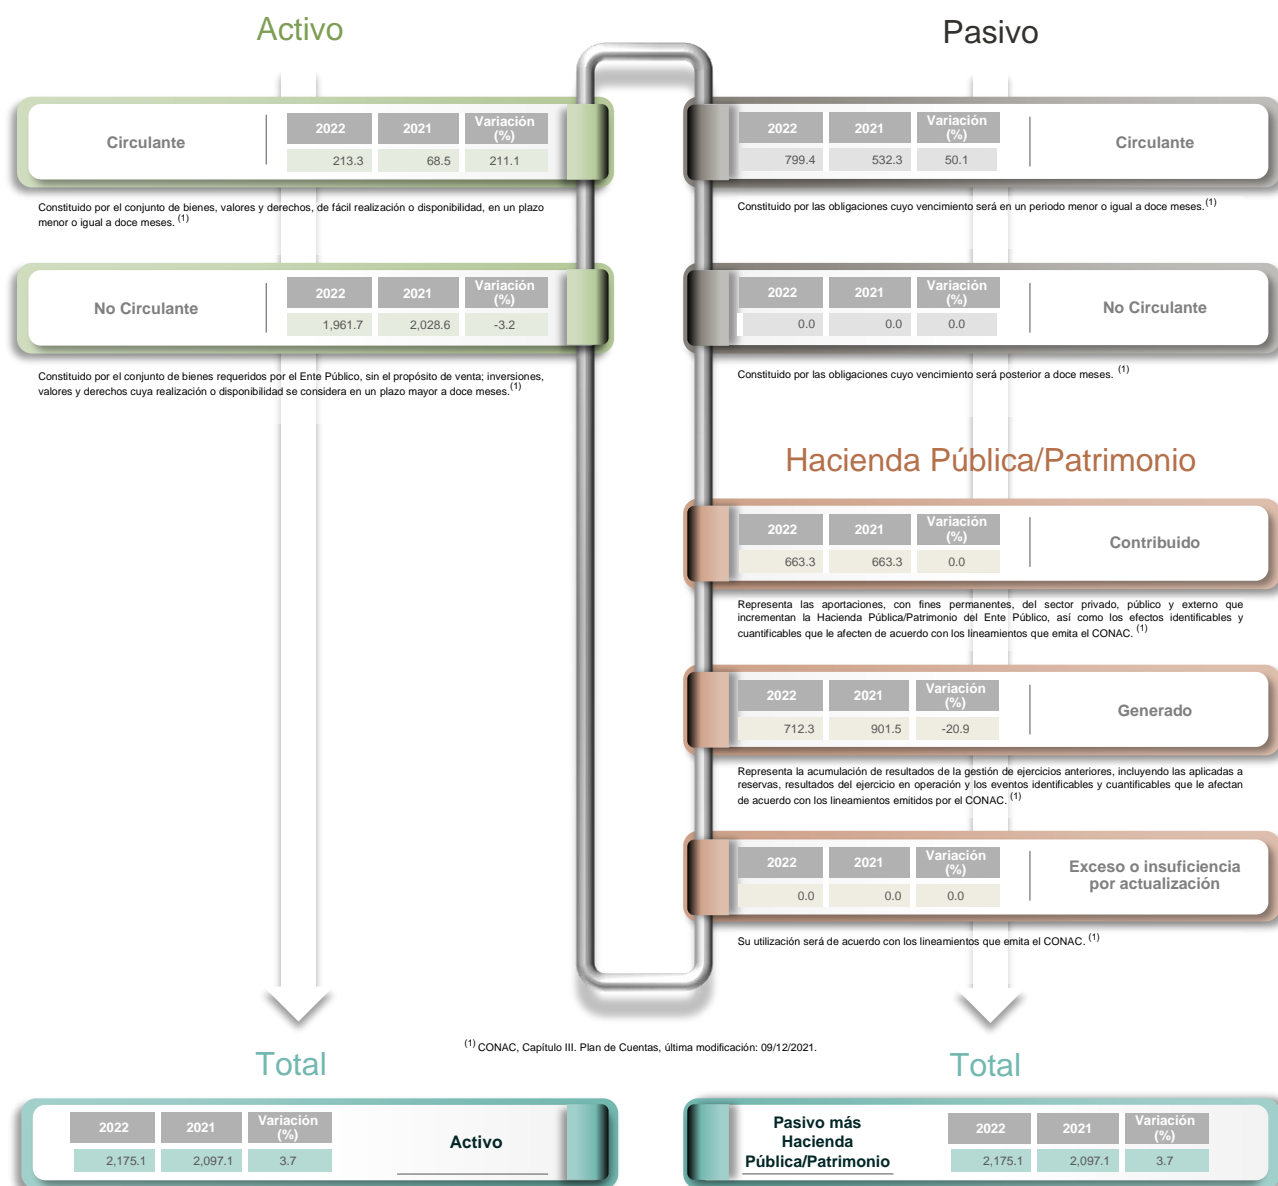 Activo
Circulante
2022 2021 Variación (%)
213.3 68.5 211.1
Constituido por el conjunto de bienes, valores y derechos, de fácil realización o disponibilidad, en un plazo
menor o igual a doce meses. (1)
No Circulante
2022 2021 Variación (%)
1,961.7 2,028.6 -3.2
Constituido por el conjunto de bienes requeridos por el Ente Público, sin el propósito de venta; inversiones,
valores y derechos cuya realización o disponibilidad se considera en un plazo mayor a doce meses. (1)
Pasivo
2022 2021 Variación (%)
799.4 532.3 50.1
Circulante
Constituido por las obligaciones cuyo vencimiento será en un periodo menor o igual a doce meses. (1)
2022 2021 Variación (%)
0.0 0.0 0.0
No Circulante
Constituido por las obligaciones cuyo vencimiento será posterior a doce meses. (1)
Hacienda Pública/Patrimonio
2022 2021 Variación (%)
663.3 663.3 0.0
Contribuido
Representa las aportaciones, con fines permanentes, del sector privado, público y externo que
incrementan la Hacienda Pública/Patrimonio del Ente Público, así como los efectos identificables y
cuantificables que le afecten de acuerdo con los lineamientos que emita el CONAC. (1)
2022 2021 Variación (%)
712.3 901.5 -20.9
Generado
Representa la acumulación de resultados de la gestión de ejercicios anteriores, incluyendo las aplicadas a
reservas, resultados del ejercicio en operación y los eventos identificables y cuantificables que le afectan
de acuerdo con los lineamientos emitidos por el CONAC. (1)
2022 2021 Variación (%)
0.0 0.0 0.0
Exceso o insuficiencia
por actualización
Su utilización será de acuerdo con los lineamientos que emita el CONAC. (1)
(1) CONAC, Capítulo III. Plan de Cuentas, última modificación: 09/12/2021.
Total
2022 2021 Variación (%)
2,175.1 2,097.1 3.7
Activo
Total
Pasivo más
Hacienda
Pública/Patrimonio
2022 2021 Variación (%)
2,175.1 2,097.1 3.7